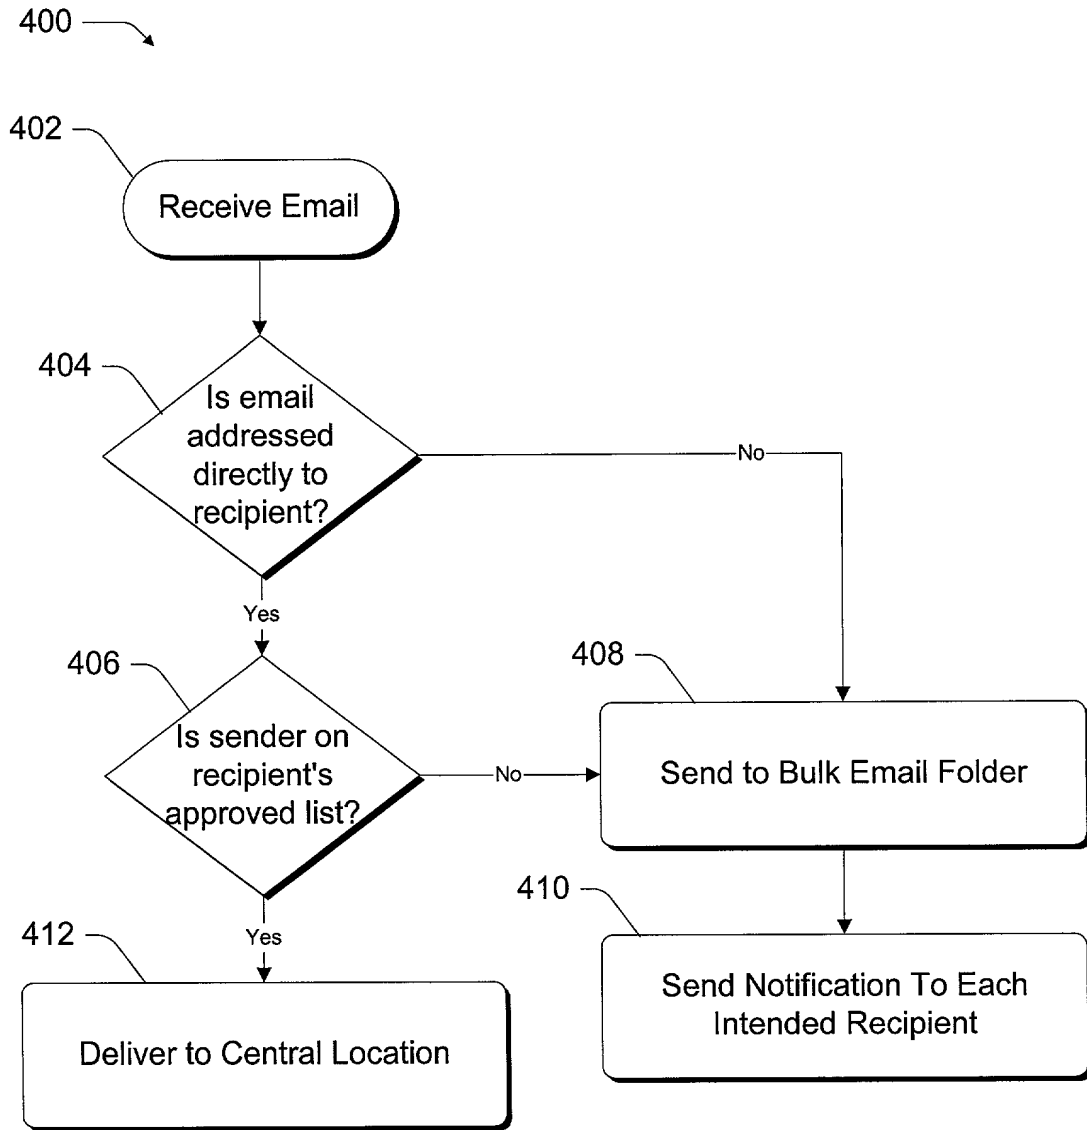 400
402
Receive Email
404
Is email
addressed
directly to
recipient?
No
Yes
406
Is sender on
recipient's
approved list?
No
408
Send to Bulk Email Folder
Yes
410
Send Notification To Each
Intended Recipient
412
Deliver to Central Location